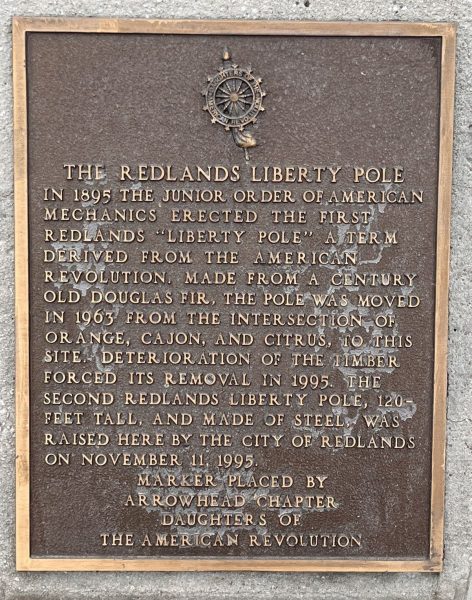 THE REDLANDS LIBERTY POLE
IN 1895 THE JUNIOR ORDER OF AMERICAN
MECHANICS ERECTED THE FIRST
REDLANDS "LIBERTY POLE" A TERM
DERIVED FROM THE AMERICAN
REVOLUTION. MADE FROM A CENTURY
OLD DOUGLAS FIR, THE POLE WAS MOVED
IN 1963 FROM THE INTERSECTION OF
ORANGE, CAJON, AND CITRUS, TO THIS
SITE. DETERIORATION OF THE TIMBER
FORCED ITS REMOVAL IN 1995. THE
SECOND REDLANDS LIBERTY POLE, 120-
FEET TALL, AND MADE OF STEEL, WAS
RAISED HERE BY THE CITY OF REDLANDS
ON NOVEMBER 11, 1995.
MARKER PLACED BY
ARROWHEAD CHAPTER
DAUGHTERS OF
THE AMERICAN REVOLUTION